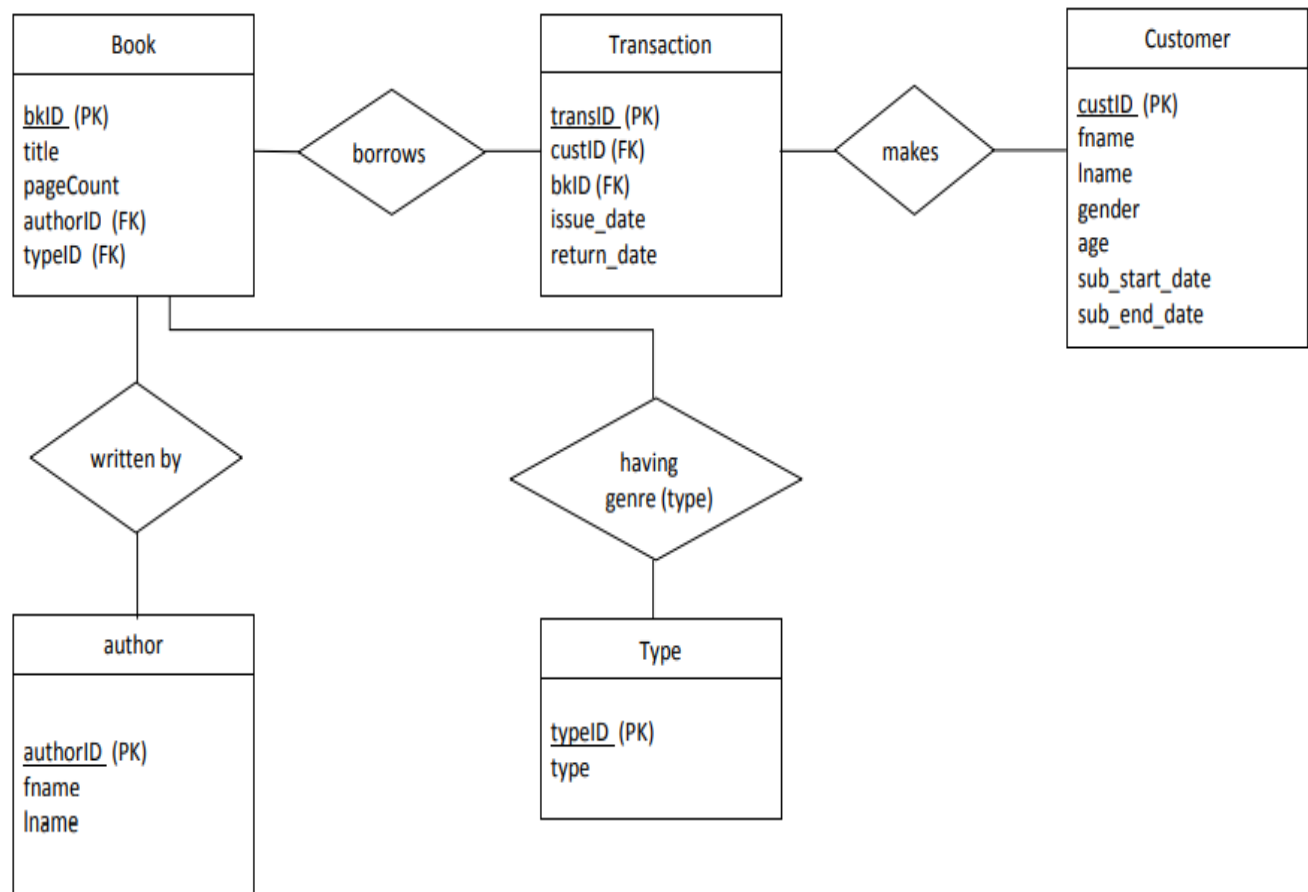 Book
bkID (PK)
title
pageCount
authorID (FK)
typeID (FK)
borrows
Transaction
transID (PK)
custID (FK)
bkID (FK)
issue_date
return_date
makes
Customer
custID (PK)
fname
lname
gender
age
sub_start_date
sub_end_date
written by
having
genre (type)
author
authorID (PK)
fname
lname
Type
typeID (PK)
type